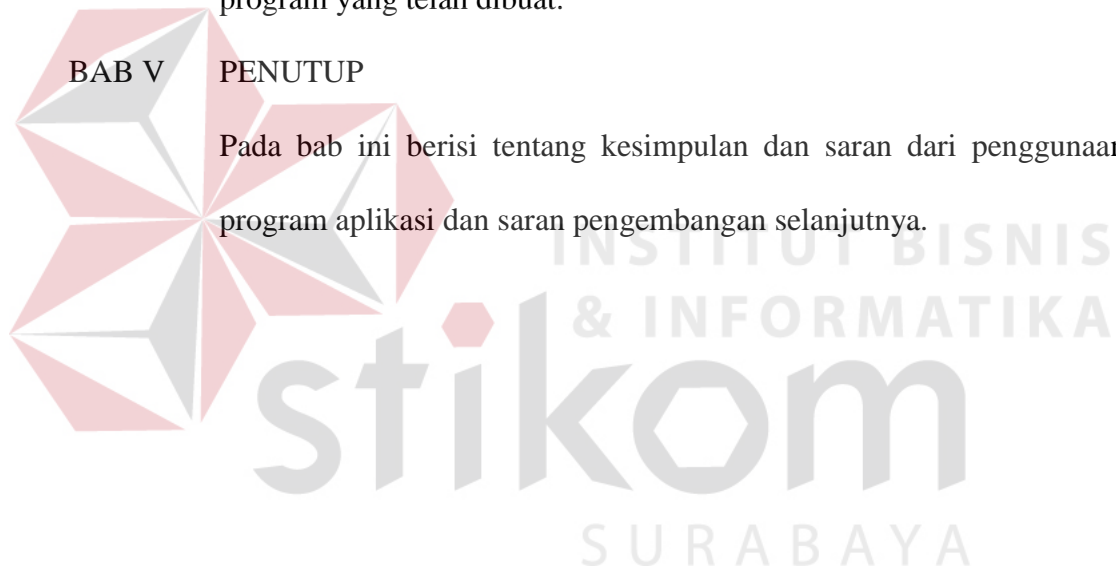 program yang telah dibuat.
BAB V PENUTUP
Pada bab ini berisi tentang kesimpulan dan saran dari penggunaan
program aplikasi dan saran pengembangan selanjutnya.
INSTITUT BISNIS
& INFORMATIKA
stikom
SURABAYA